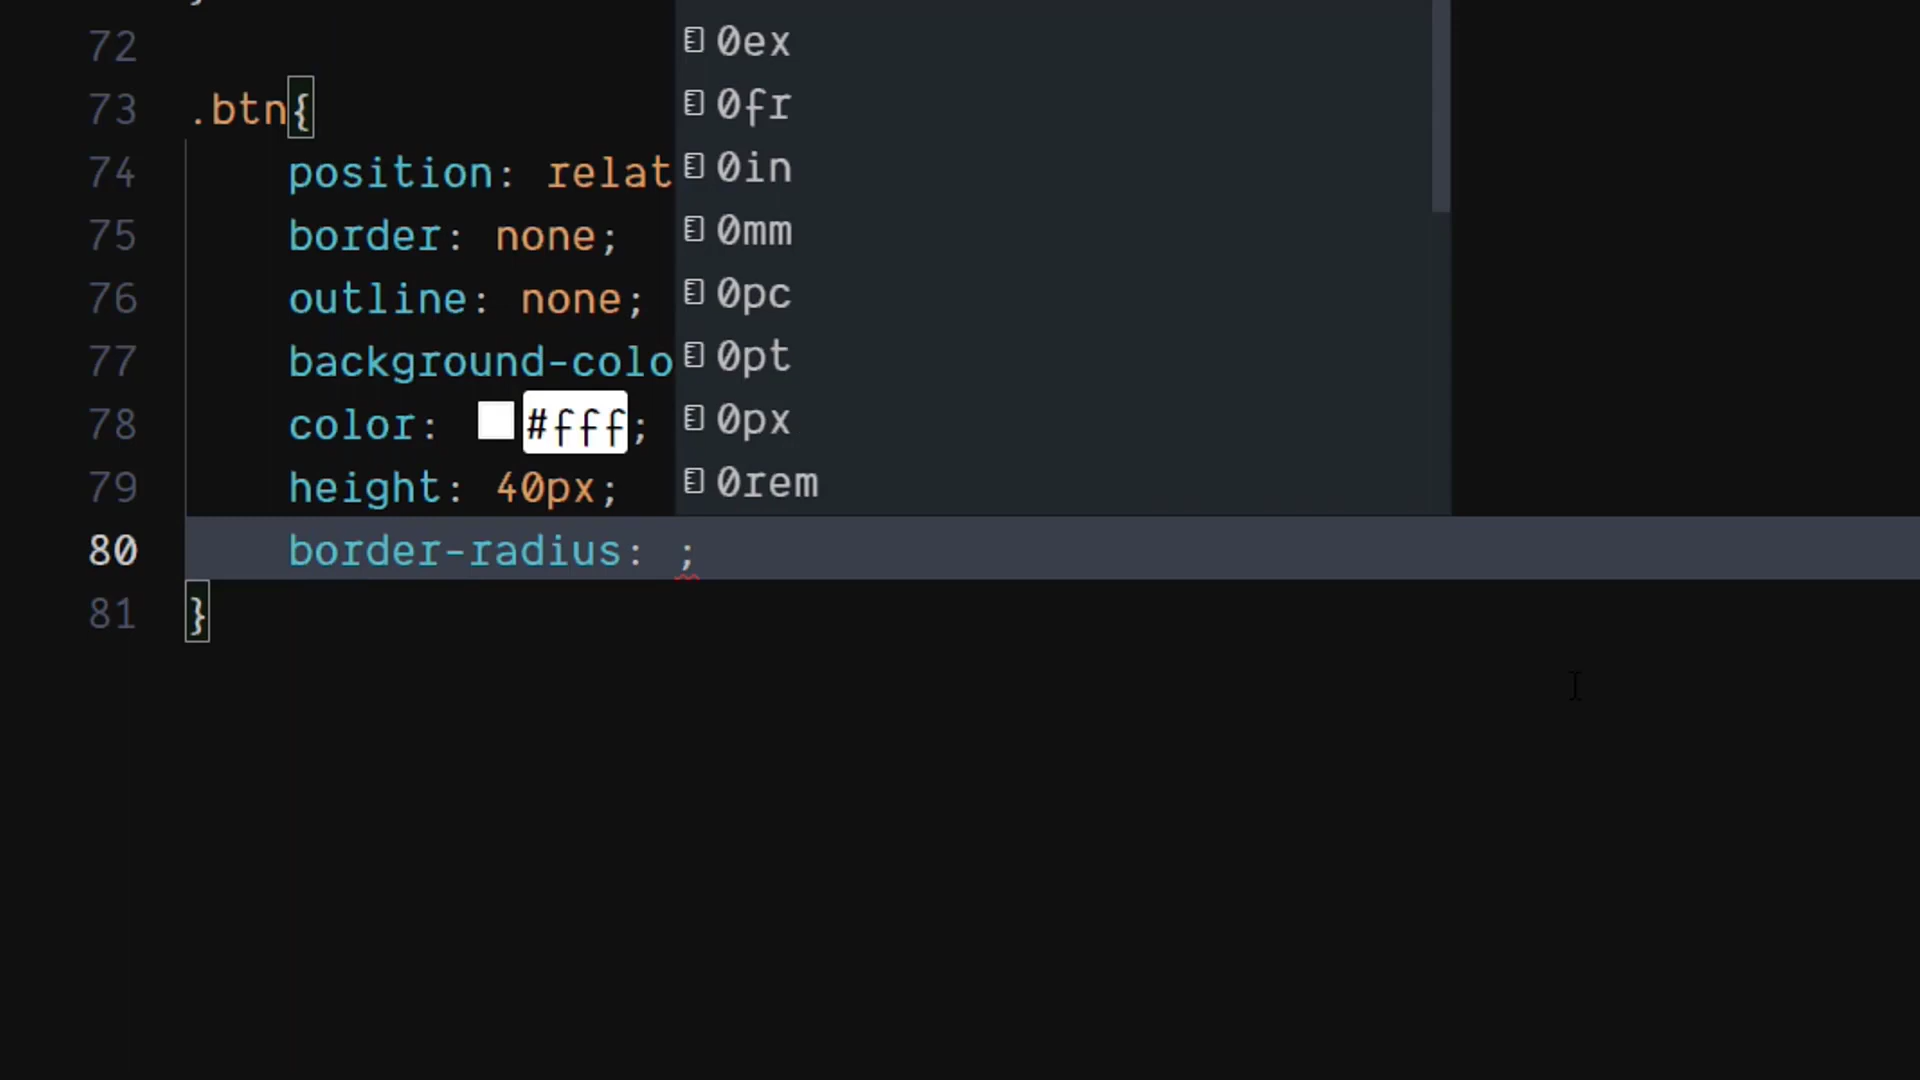 72
73 .btn{
74 position: relat
75 border: none;
76 outline: none;
77 background-colo
78 color: #fff;
79 height: 40px;
80 border-radius: ;
81 }
0ex
0fr
0in
0mm
0pc
0pt
0px
0rem